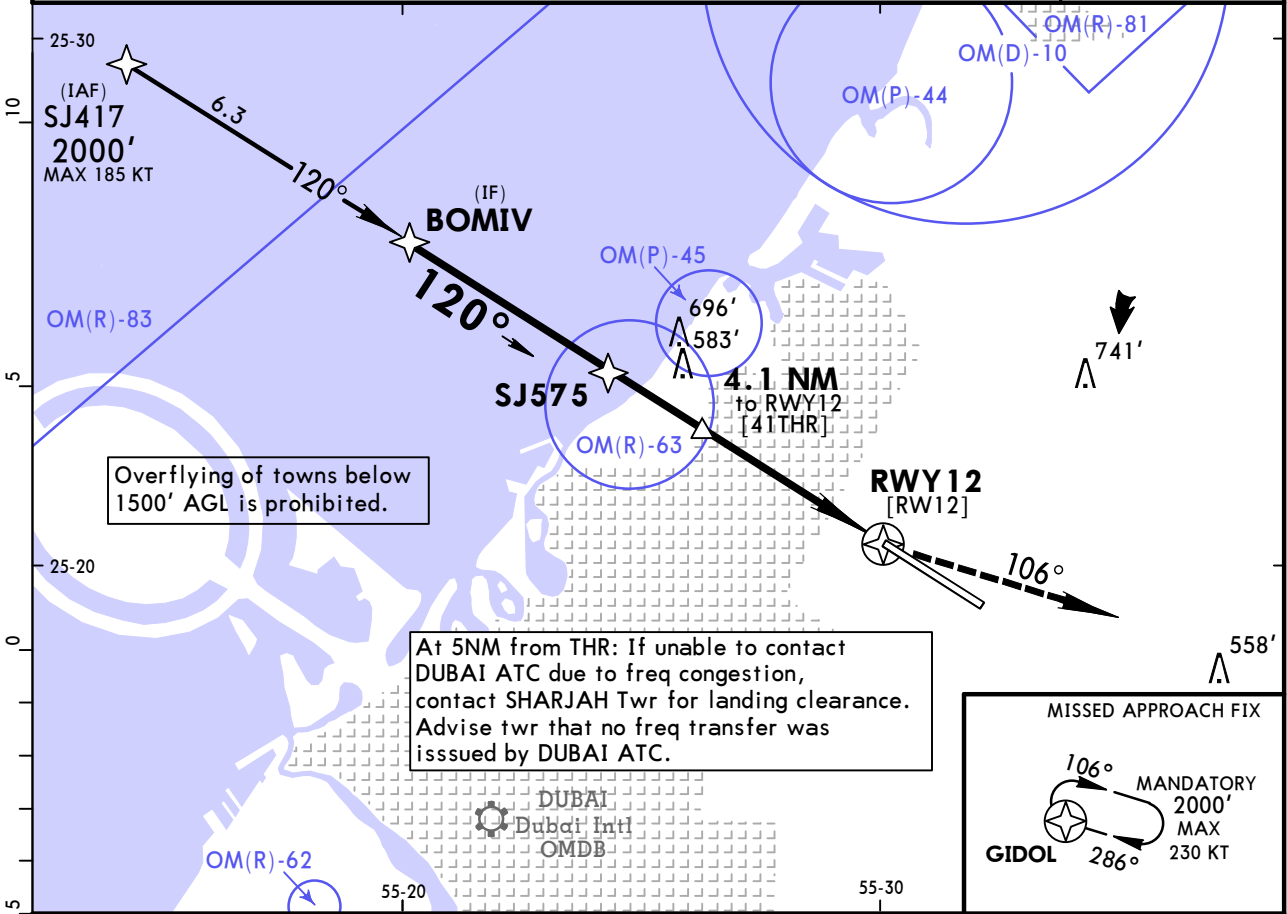 25-30
OM(R)-81
OM(D)-10
OM(P)-44
10
(IAF)
SJ417
2000'
MAX 185 KT
6.3
120°
(IF)
BOMIV
120°
OM(P)-45
696'
583'
OM(R)-83
741'
5
SJ575
4.1 NM
to RWY12
[41THR]
OM(R)-63
Overflying of towns below
1500' AGL is prohibited.
RWY12
[RW12]
25-20
106°
0
At 5NM from THR: If unable to contact
DUBAI ATC due to freq congestion,
contact SHARJAH Twr for landing clearance.
Advise twr that no freq transfer was
isssued by DUBAI ATC.
558'
MISSED APPROACH FIX
106°
MANDATORY
2000'
MAX
230 KT
GIDOL
286°
DUBAI
Dubai Intl
OMDB
OM(R)-62
55-20
55-30
5